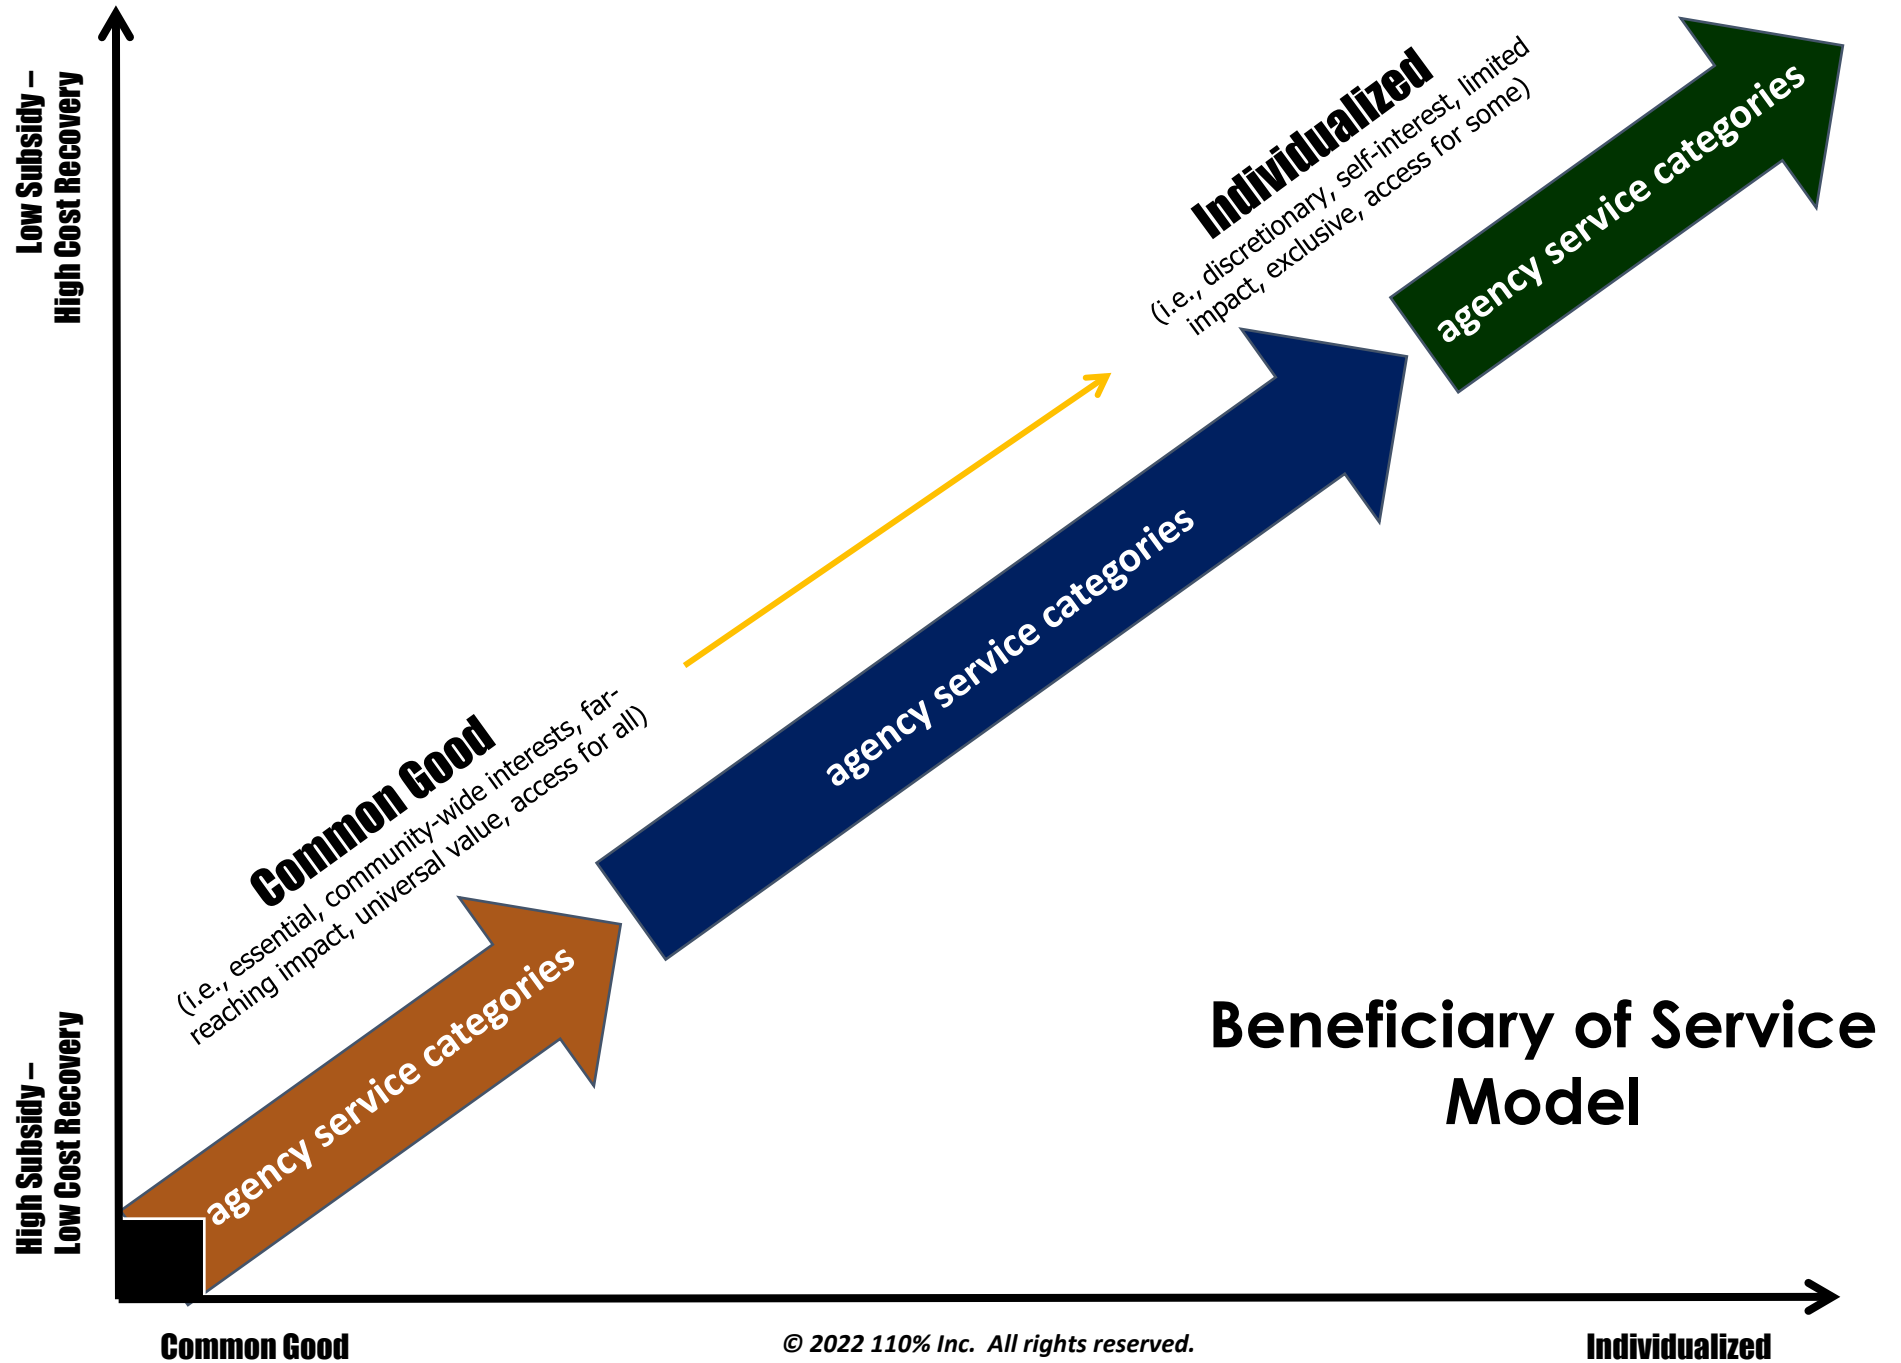 Low Subsidy –
High Cost Recovery
Individualized
(i.e., discretionary, self-interest, limited
impact, exclusive, access for some)
agency service categories
agency service categories
Common Good
(i.e., essential, community-wide interests, far-
reaching impact, universal value, access for all)
agency service categories
High Subsidy –
Low Cost Recovery
Beneficiary of Service
Model
Common Good
© 2022 110% Inc. All rights reserved.
Individualized